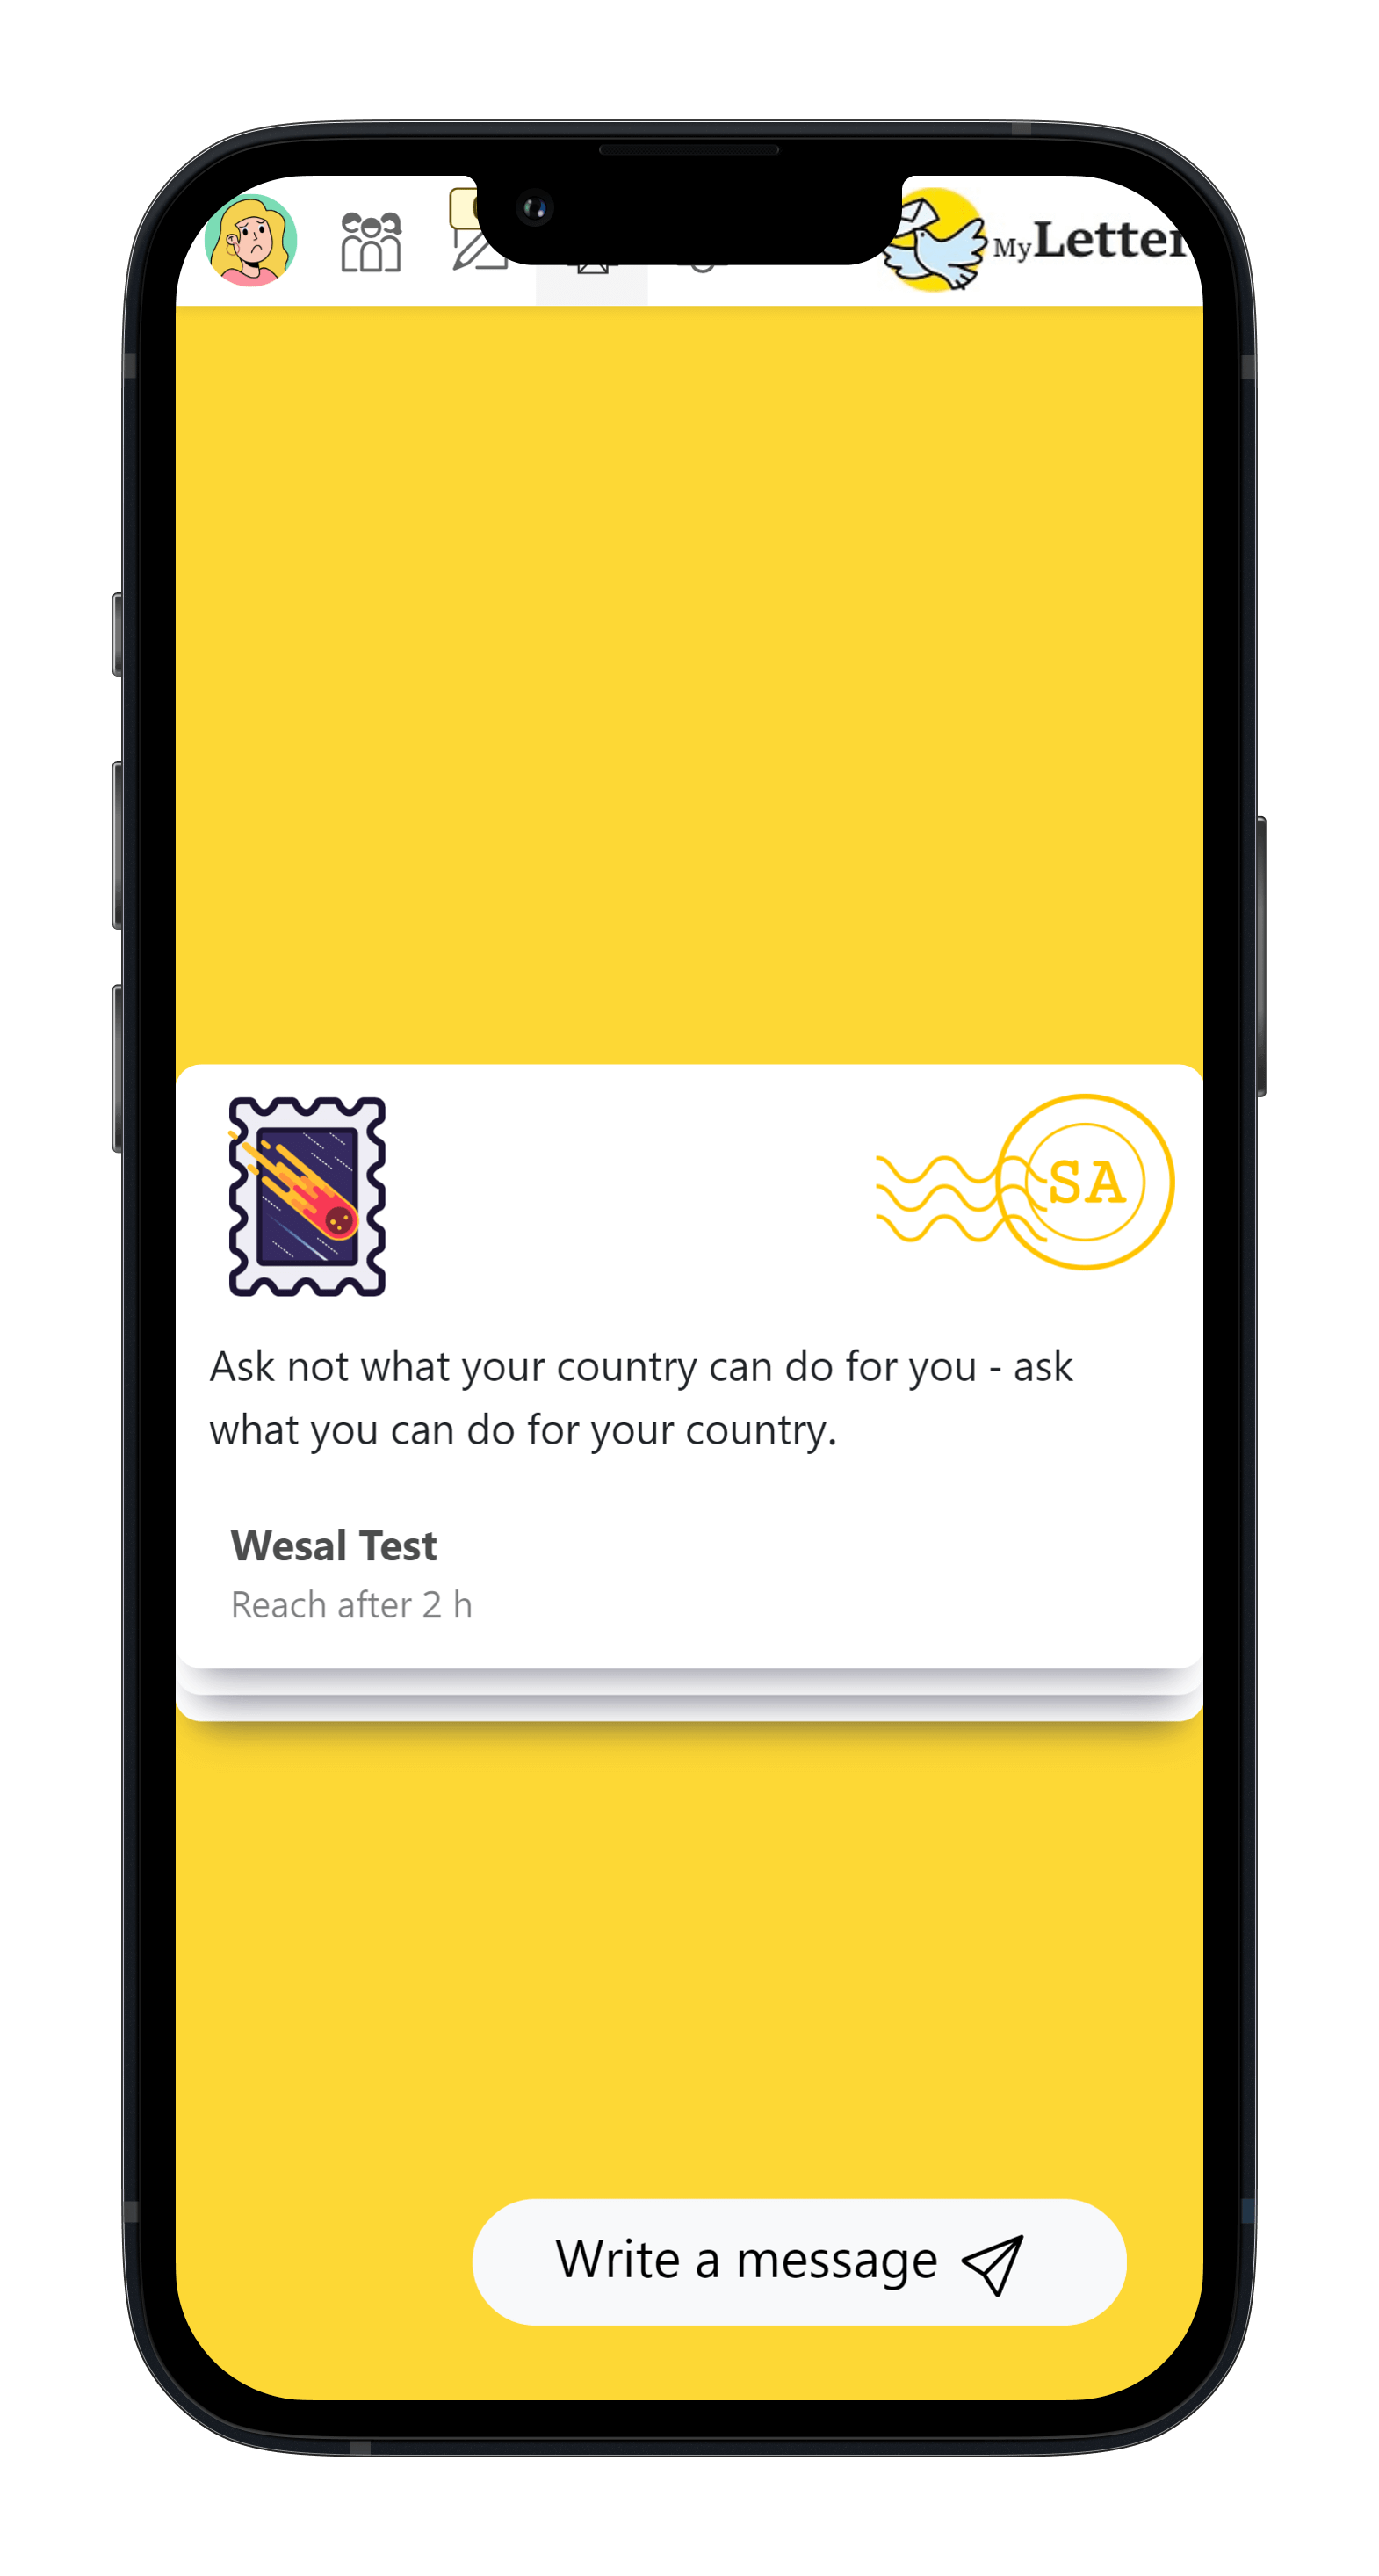 MyLetter
SA
Ask not what your country can do for you - ask
what you can do for your country.
Wesal Test
Reach after 2 h
Write a message